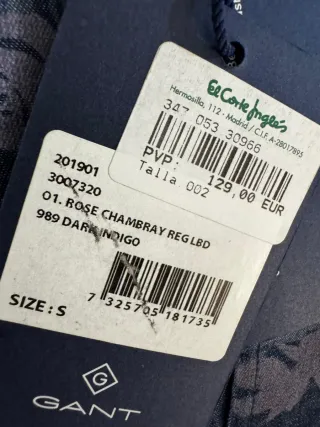 El Corte Inglés
Hermosilla, 112 - Madrid / C.I.F. A-28017895
347 053 30966
PVP: 129,00 EUR
Talla 002
201901
3007320
O1. ROSE CHAMBRAY REG LBD
989 DARK INDIGO
SIZE : S
7 325705 181735
G
GANT